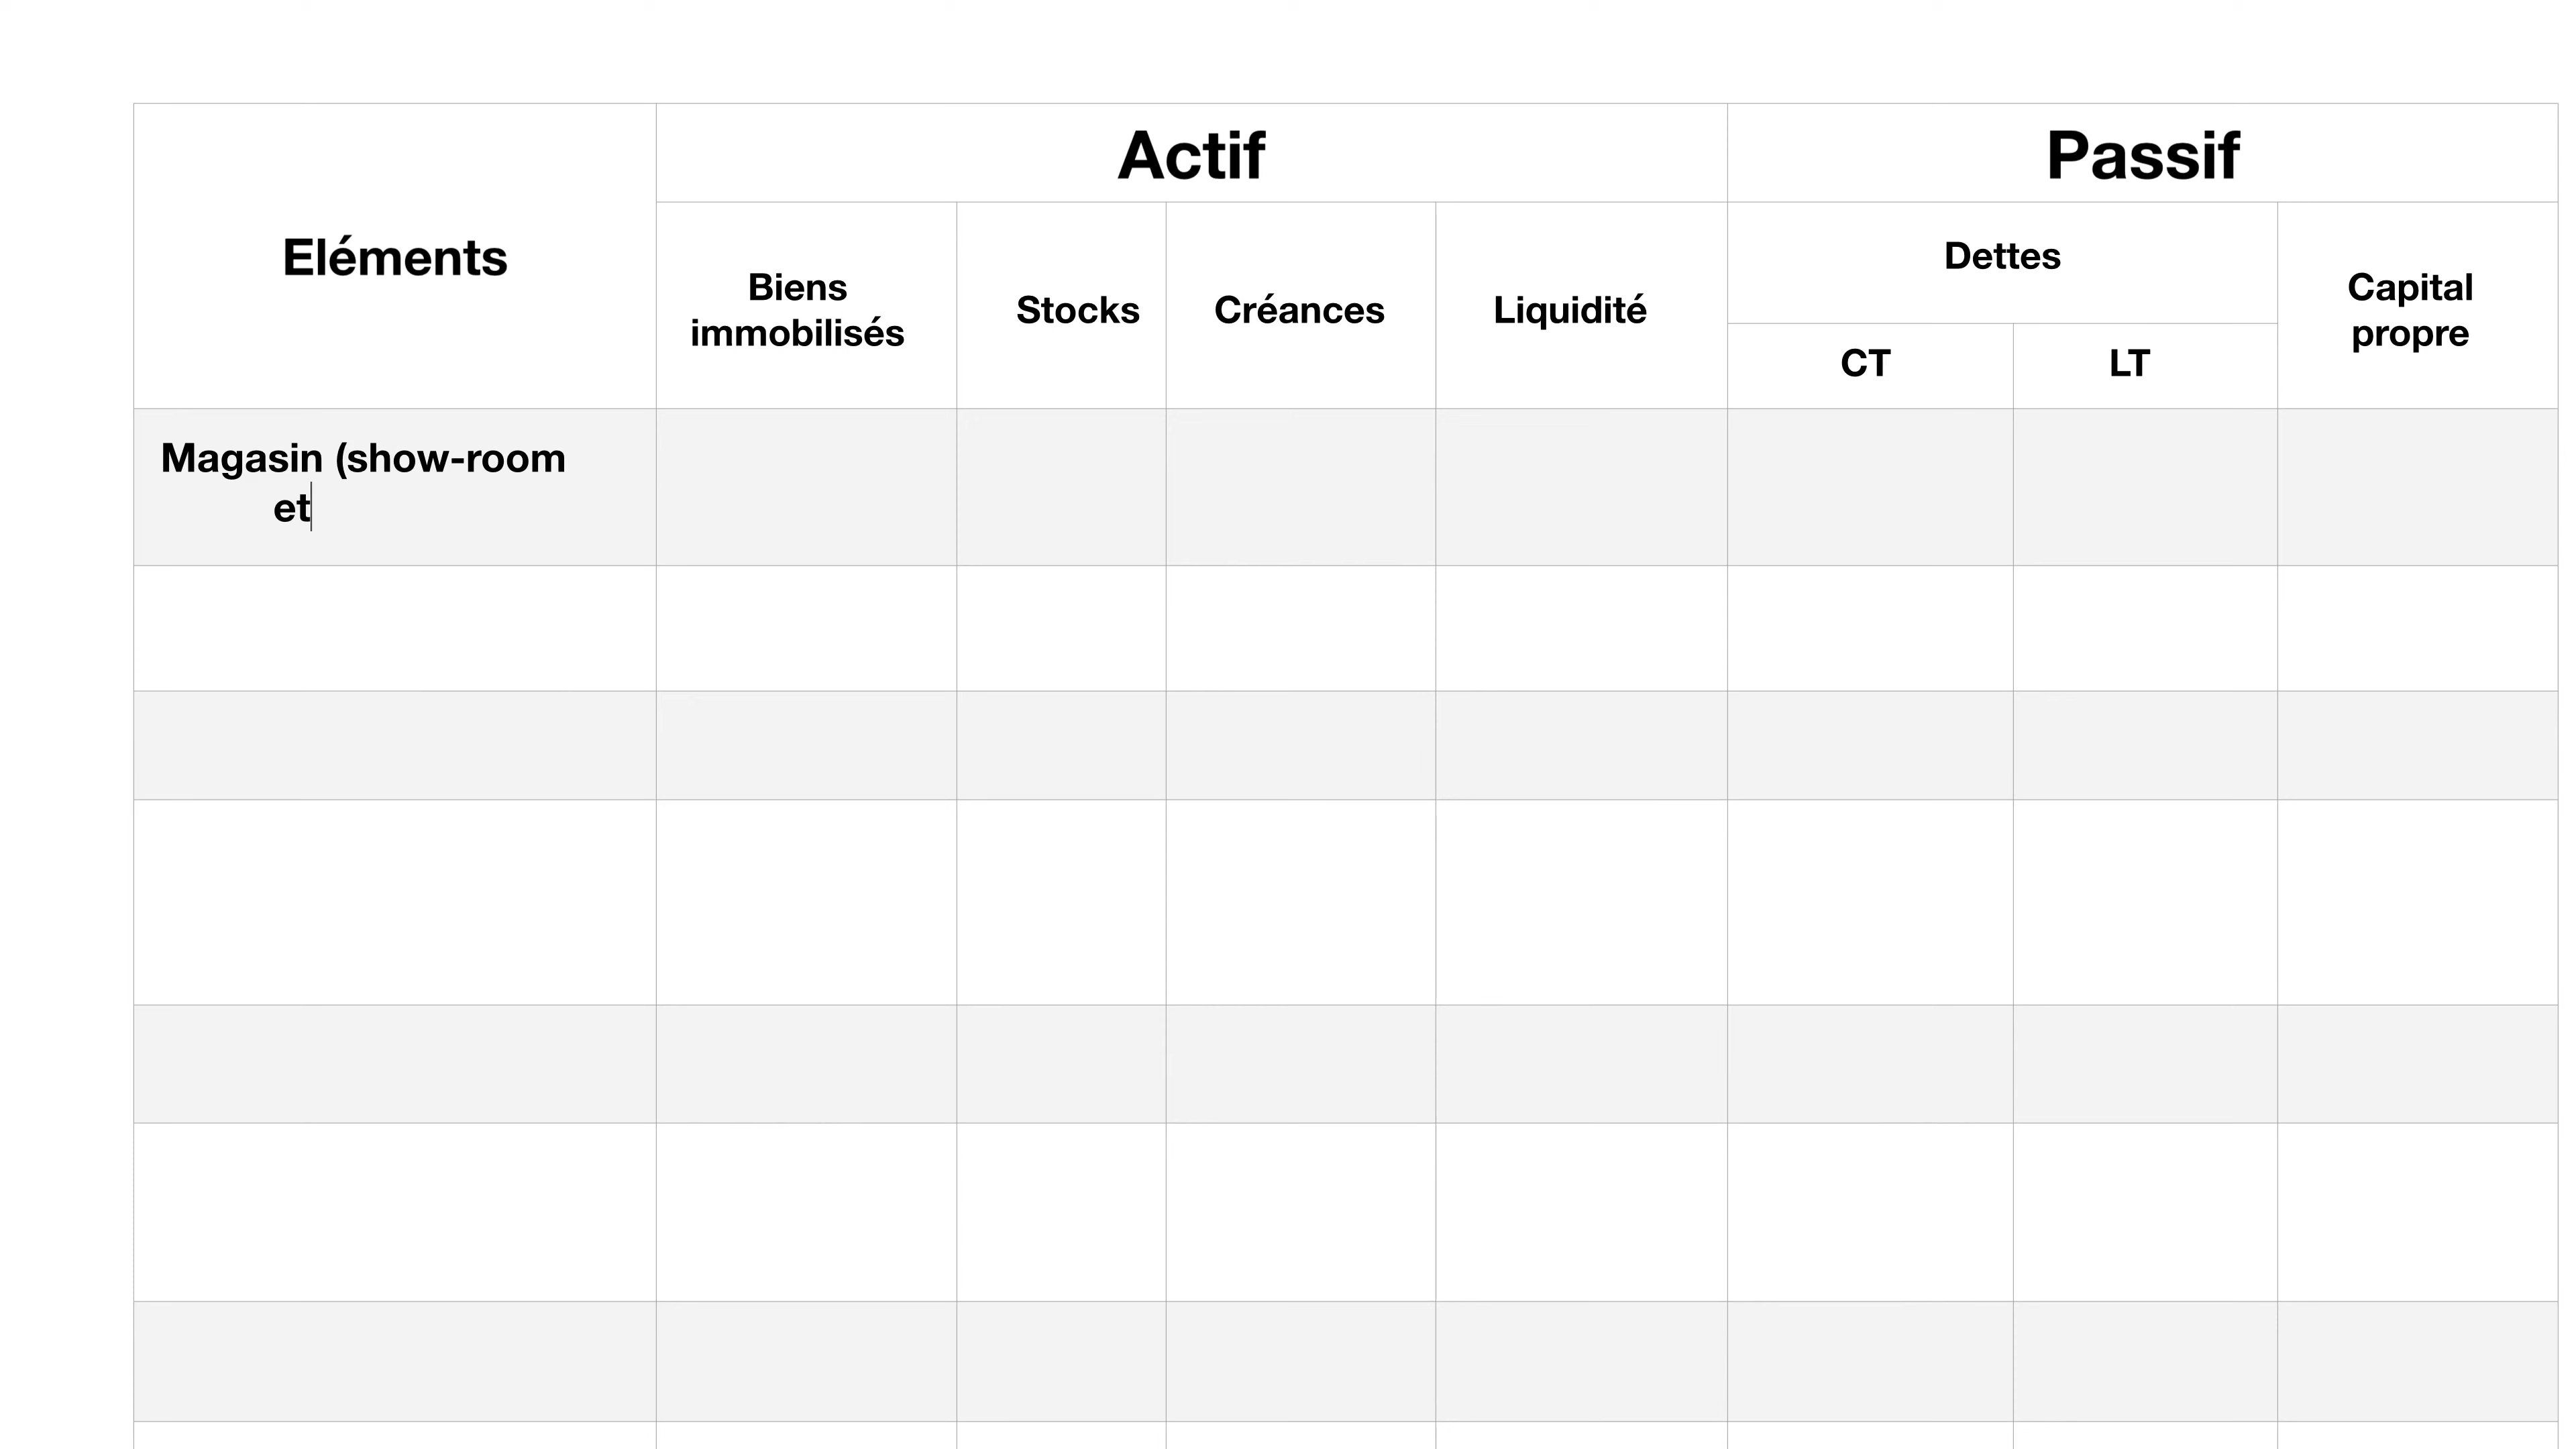 Actif
Passif
Eléments
Biens
immobilisés
Stocks
Créances
Liquidité
Dettes
CT
LT
Capital
propre
Magasin (show-room
et